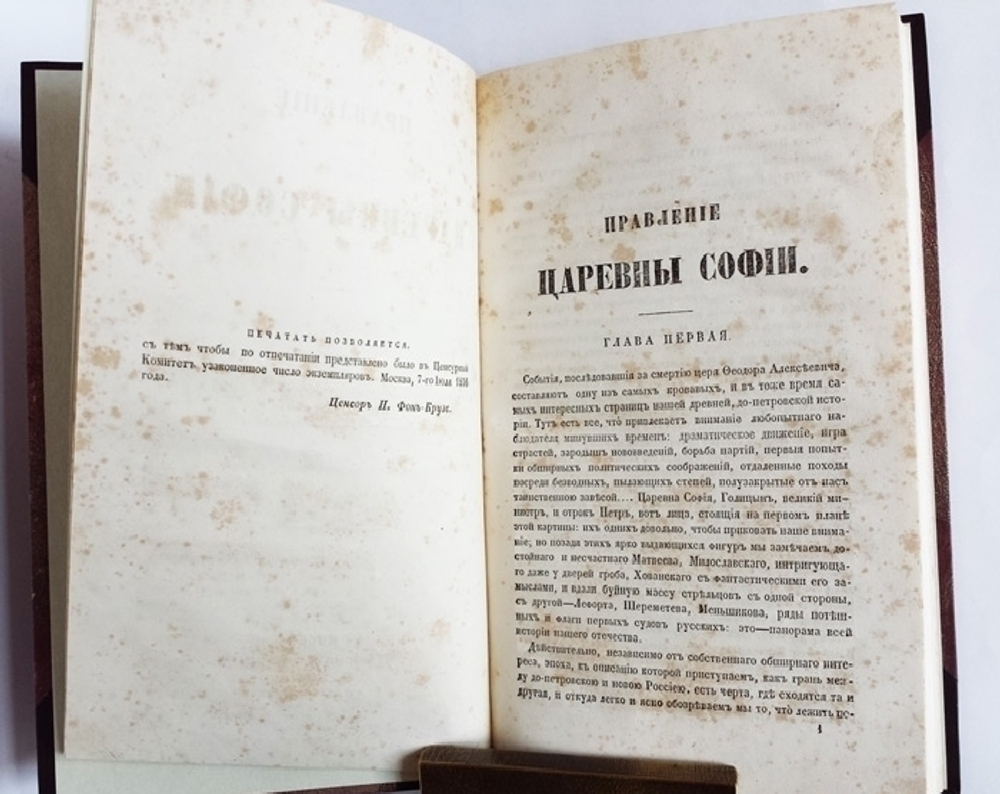 ПЕЧАТАТЬ ПОЗВОЛЯЕТСЯ,
съ тѣмъ чтобы по отпечатаніи представлено было въ Ценсурный
Комитетъ узаконенное число экземпляровъ. Москва, 7-го Іюля 1856
года.
Ценсоръ Н. Фонъ-Крузе.
ПРАВЛЕНІЕ
ЦАРЕВНЫ СОФІИ.
ГЛАВА ПЕРВАЯ.
Событія, послѣдовавшія за смертію царя Ѳеодора Алексѣевича,
составляютъ одну изъ самыхъ кровавыхъ, и въ тоже время са-
мыхъ интересныхъ страницъ нашей древней, до-петровской исто-
ріи. Тутъ есть все, что привлекаетъ вниманіе любопытнаго на-
блюдателя минувшихъ временъ: драматическое движеніе, игра
страстей, зародышъ нововведеній, борьба партій, первыя попыт-
ки обширныхъ политическихъ соображеній, отдаленные походы
посреди безводныхъ, пылающихъ степей, полузакрытые отъ насъ
таинственною завѣсой.... Царевна Софія, Голицынъ, великій ми-
нистръ, и отрокъ Петръ, вотъ лица, стоящія на первомъ планѣ
этой картины: ихъ однихъ довольно, чтобы приковать наше внима-
ніе; но позади этихъ ярко выдающихся фигуръ мы замѣчаемъ до-
стойнаго и несчастнаго Матвеева, Милославскаго, интригующа-
го даже у дверей гроба, Хованскаго съ фантастическими его за-
мыслами, и вдали буйную массу стрѣльцовъ съ одной стороны,
съ другой—Лефорта, Шереметева, Меньшикова, ряды потѣш-
ныхъ и флаги первыхъ судовъ русскихъ: это—панорама всей
исторіи нашего отечества.
Дѣйствительно, независимо отъ собственнаго обширнаго инте-
реса, эпоха, къ описанію которой приступаемъ, какъ грань меж-
ду до-петровскою и новою Россіею, есть черта, гдѣ сходятся та и
другая, и откуда легко и ясно обозрѣваемъ мы то, что лежитъ по-
1